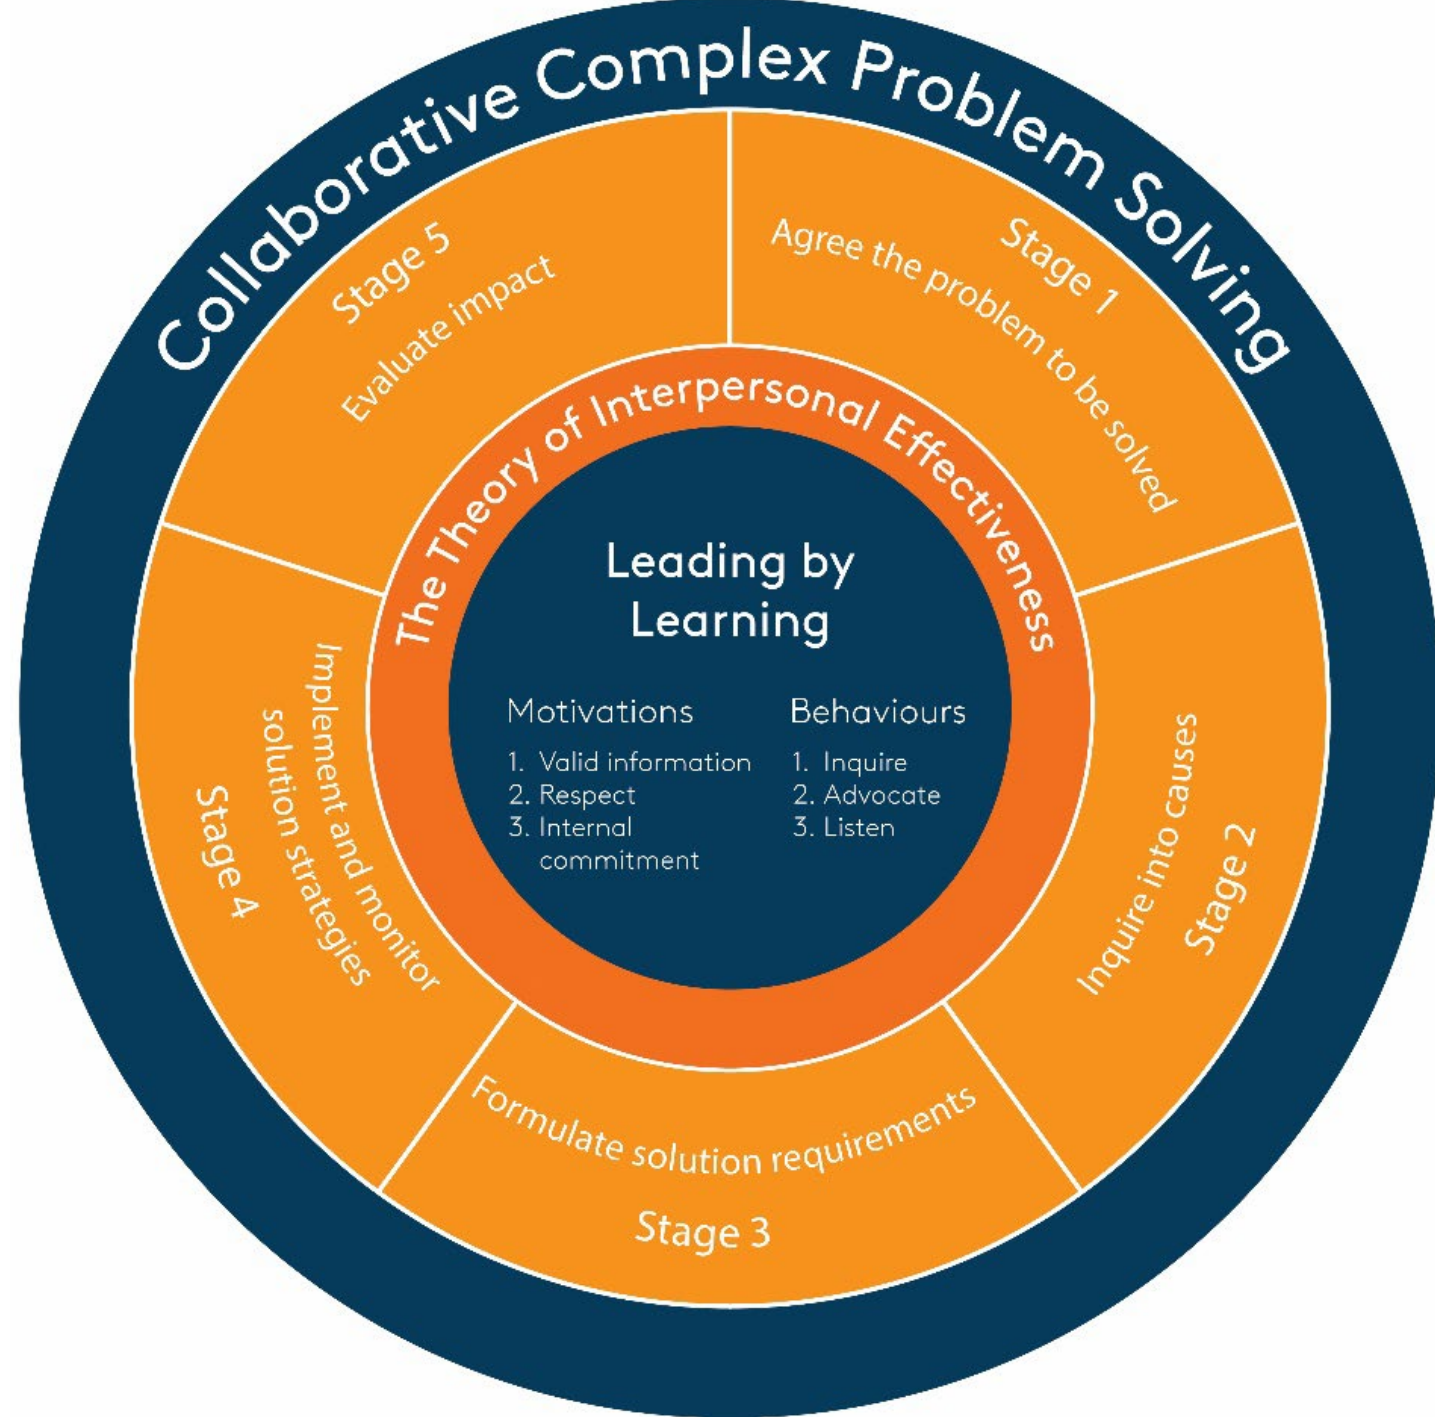 Collaborative Complex Problem Solving
Stage 1
Agree the problem to be solved
Stage 2
Inquire into causes
Stage 3
Formulate solution requirements
Stage 4
Implement and monitor
solution strategies
Stage 5
Evaluate impact
The Theory of Interpersonal Effectiveness
Leading by
Learning
Motivations
1. Valid information
2. Respect
3. Internal
commitment
Behaviours
1. Inquire
2. Advocate
3. Listen